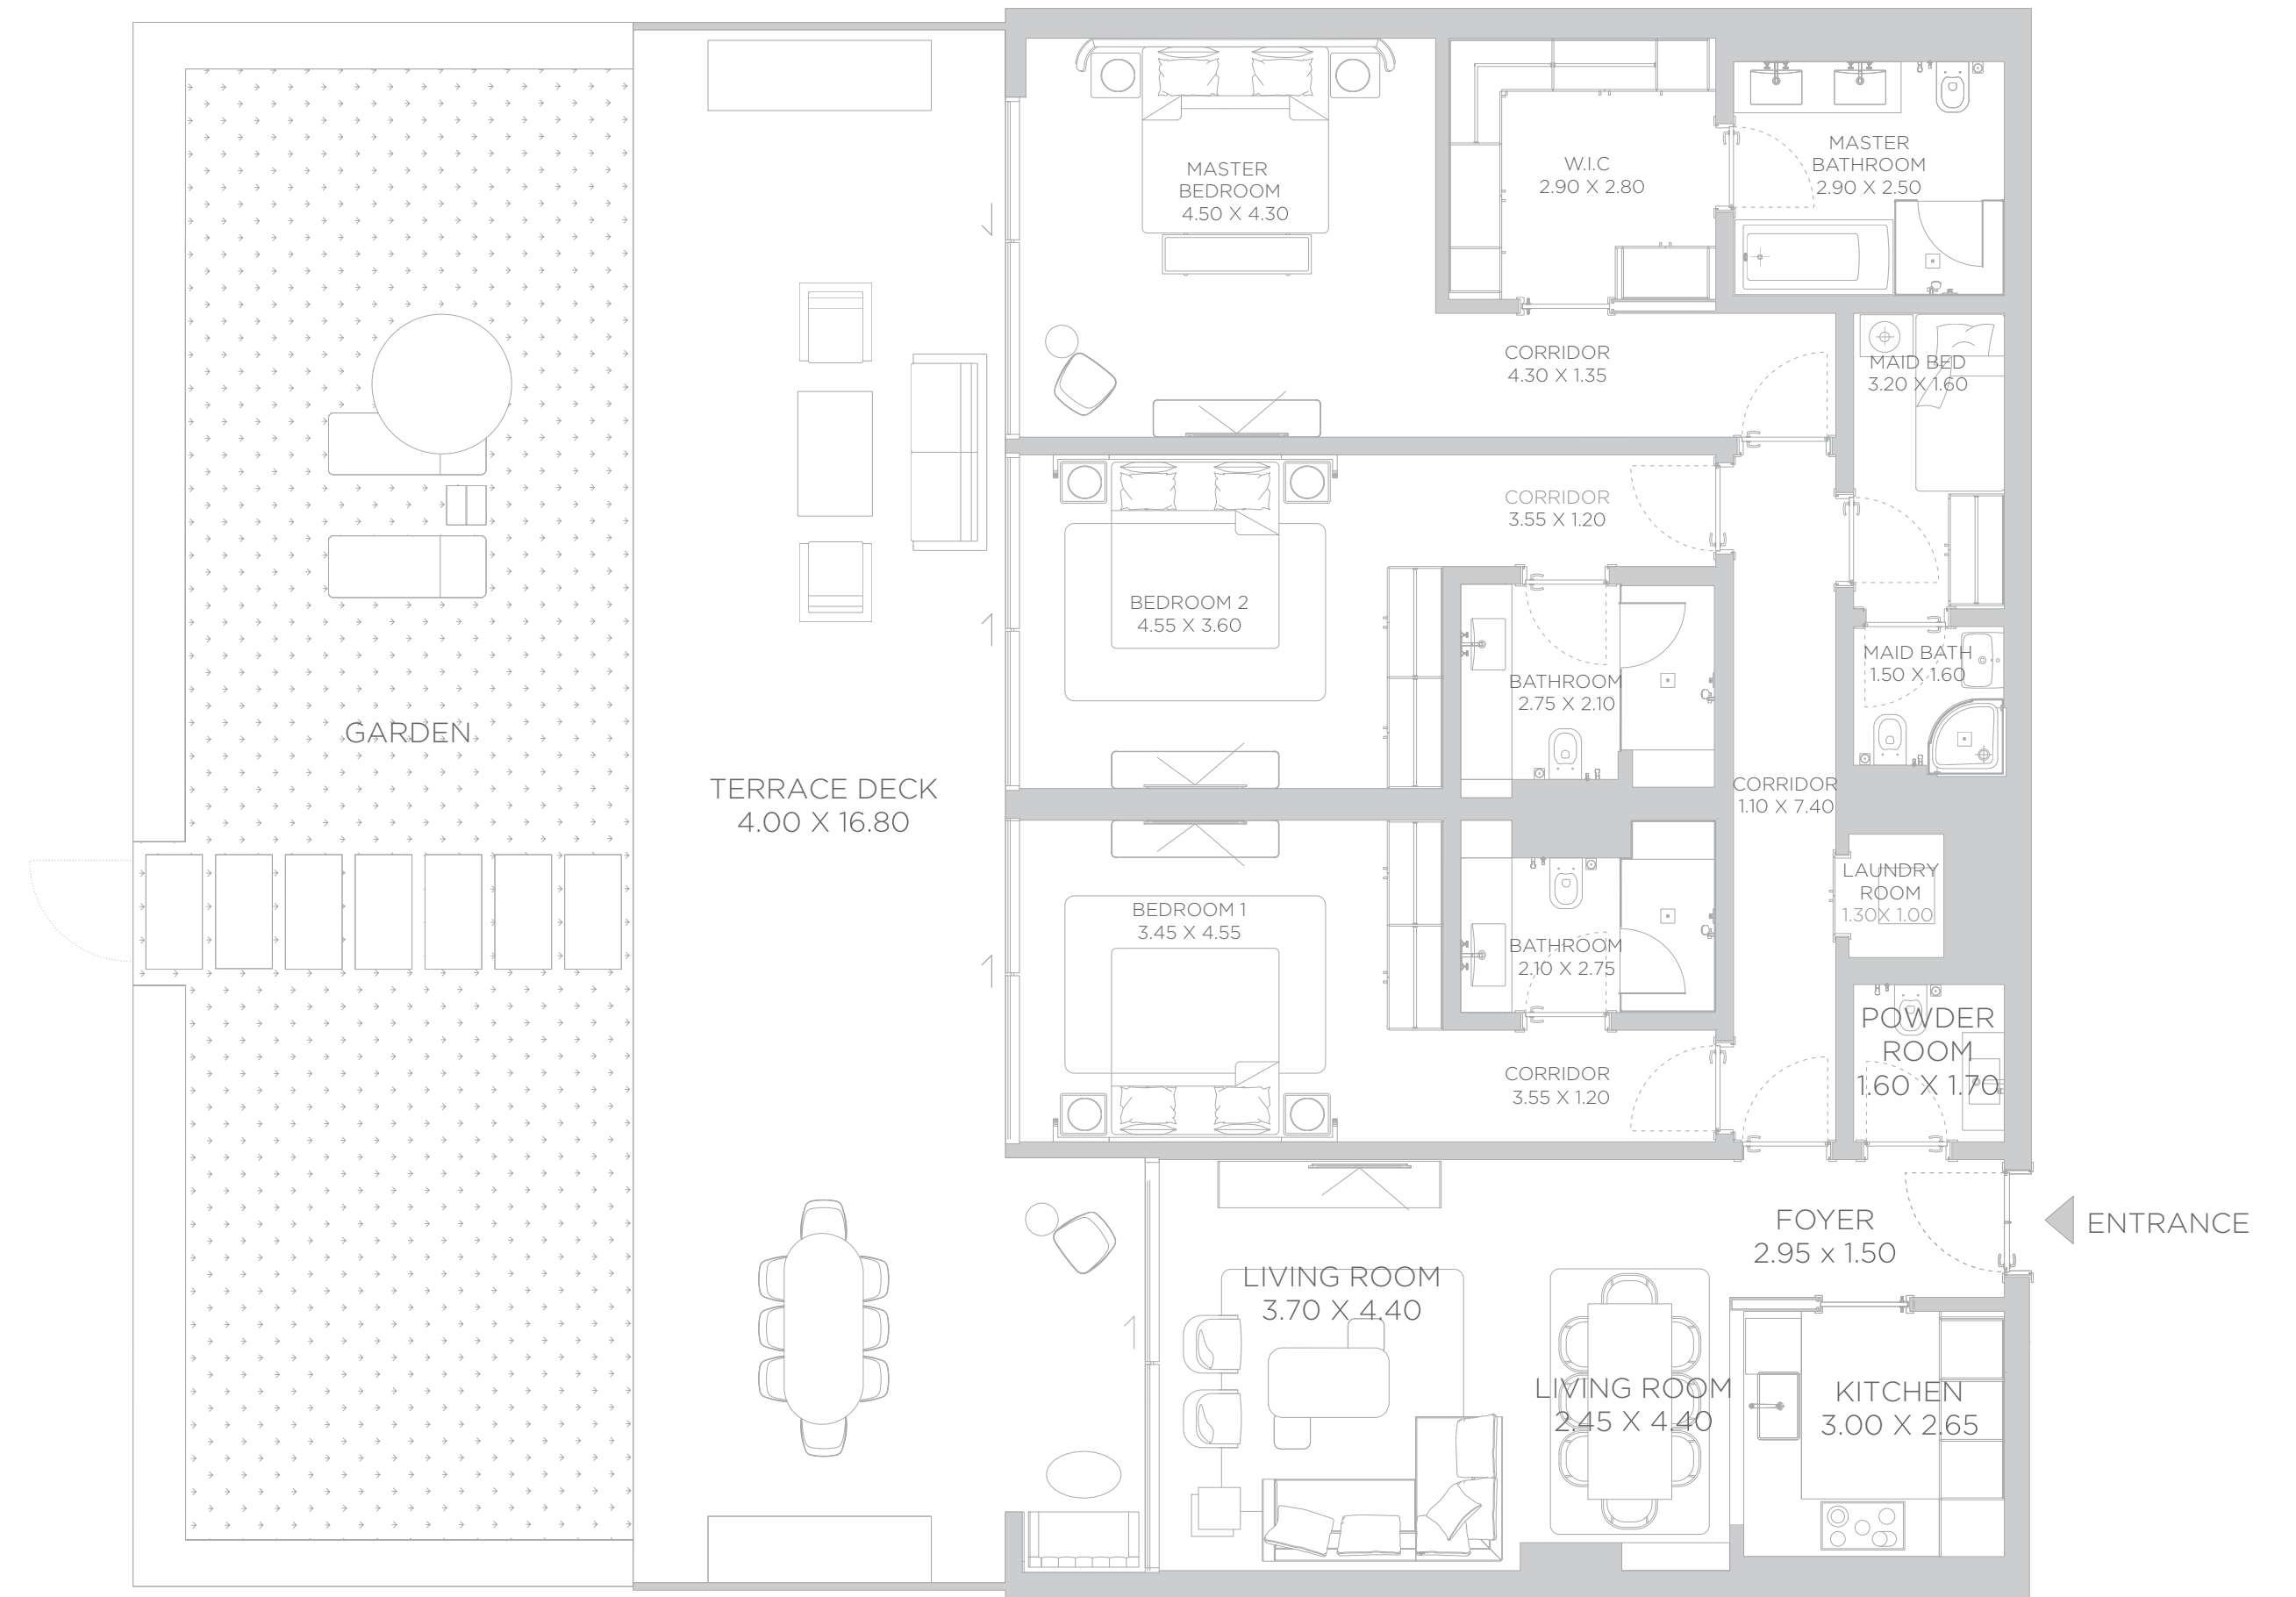 MASTER
BEDROOM
4.50 X 4.30
W.I.C
2.90 X 2.80
MASTER
BATHROOM
2.90 X 2.50
CORRIDOR
4.30 X 1.35
MAID BED
3.20 X 1.60
CORRIDOR
3.55 X 1.20
BEDROOM 2
4.55 X 3.60
BATHROOM
2.75 X 2.10
MAID BATH
1.50 X 1.60
GARDEN
TERRACE DECK
4.00 X 16.80
CORRIDOR
1.10 X 7.40
LAUNDRY
ROOM
1.30X 1.00
BEDROOM 1
3.45 X 4.55
BATHROOM
2.10 X 2.75
POWDER
ROOM
1.60 X 1.70
CORRIDOR
3.55 X 1.20
FOYER
2.95 x 1.50
ENTRANCE
LIVING ROOM
3.70 X 4.40
LIVING ROOM
2.45 X 4.40
KITCHEN
3.00 X 2.65